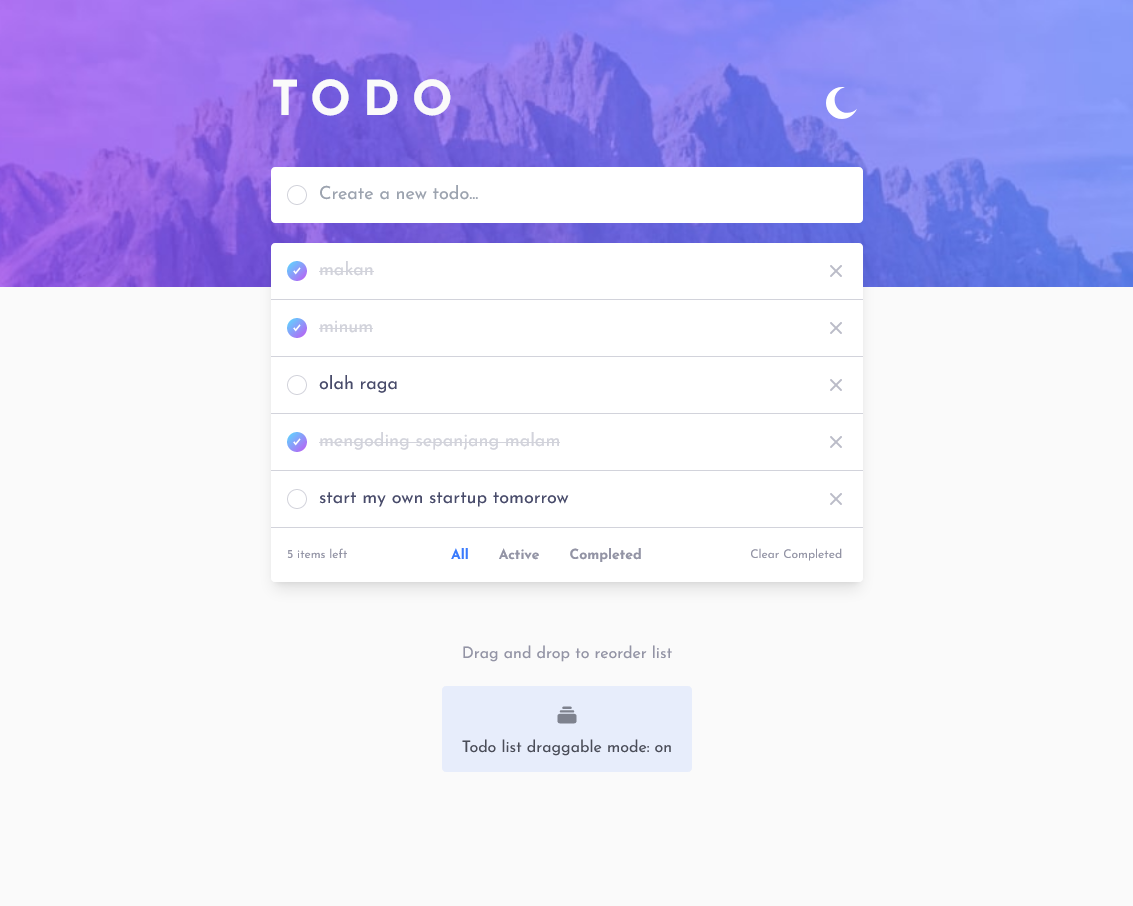 TODO
Create a new todo...
makan
minum
olah raga
mengoding sepanjang malam
start my own startup tomorrow
5 items left All Active Completed Clear Completed
Drag and drop to reorder list
Todo list draggable mode: on